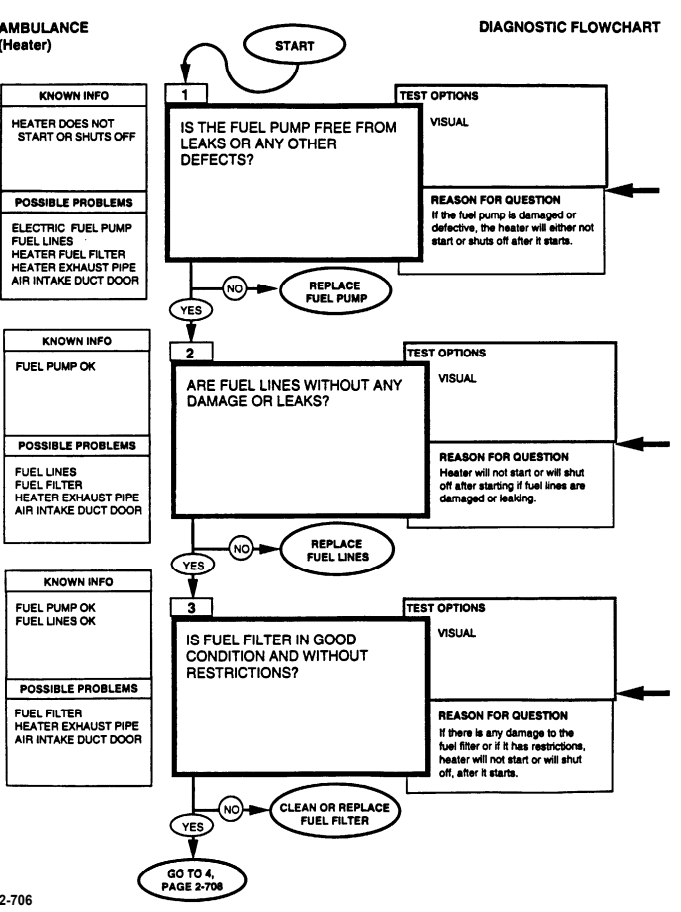 AMBULANCE
(Heater)
DIAGNOSTIC FLOWCHART
START
KNOWN INFO
HEATER DOES NOT
START OR SHUTS OFF
POSSIBLE PROBLEMS
ELECTRIC FUEL PUMP
FUEL LINES
HEATER FUEL FILTER
HEATER EXHAUST PIPE
AIR INTAKE DUCT DOOR
1
IS THE FUEL PUMP FREE FROM
LEAKS OR ANY OTHER
DEFECTS?
TEST OPTIONS
VISUAL
REASON FOR QUESTION
If the fuel pump is damaged or
defective, the heater will either not
start or shuts off after it starts.
NO
REPLACE
FUEL PUMP
YES
KNOWN INFO
FUEL PUMP OK
POSSIBLE PROBLEMS
FUEL LINES
FUEL FILTER
HEATER EXHAUST PIPE
AIR INTAKE DUCT DOOR
2
ARE FUEL LINES WITHOUT ANY
DAMAGE OR LEAKS?
TEST OPTIONS
VISUAL
REASON FOR QUESTION
Heater will not start or will shut
off after starting if fuel lines are
damaged or leaking.
NO
REPLACE
FUEL LINES
YES
KNOWN INFO
FUEL PUMP OK
FUEL LINES OK
POSSIBLE PROBLEMS
FUEL FILTER
HEATER EXHAUST PIPE
AIR INTAKE DUCT DOOR
3
IS FUEL FILTER IN GOOD
CONDITION AND WITHOUT
RESTRICTIONS?
TEST OPTIONS
VISUAL
REASON FOR QUESTION
If there is any damage to the
fuel filter or if it has restrictions,
heater will not start or will shut
off, after it starts.
NO
CLEAN OR REPLACE
FUEL FILTER
YES
GO TO 4,
PAGE 2-708
2-706